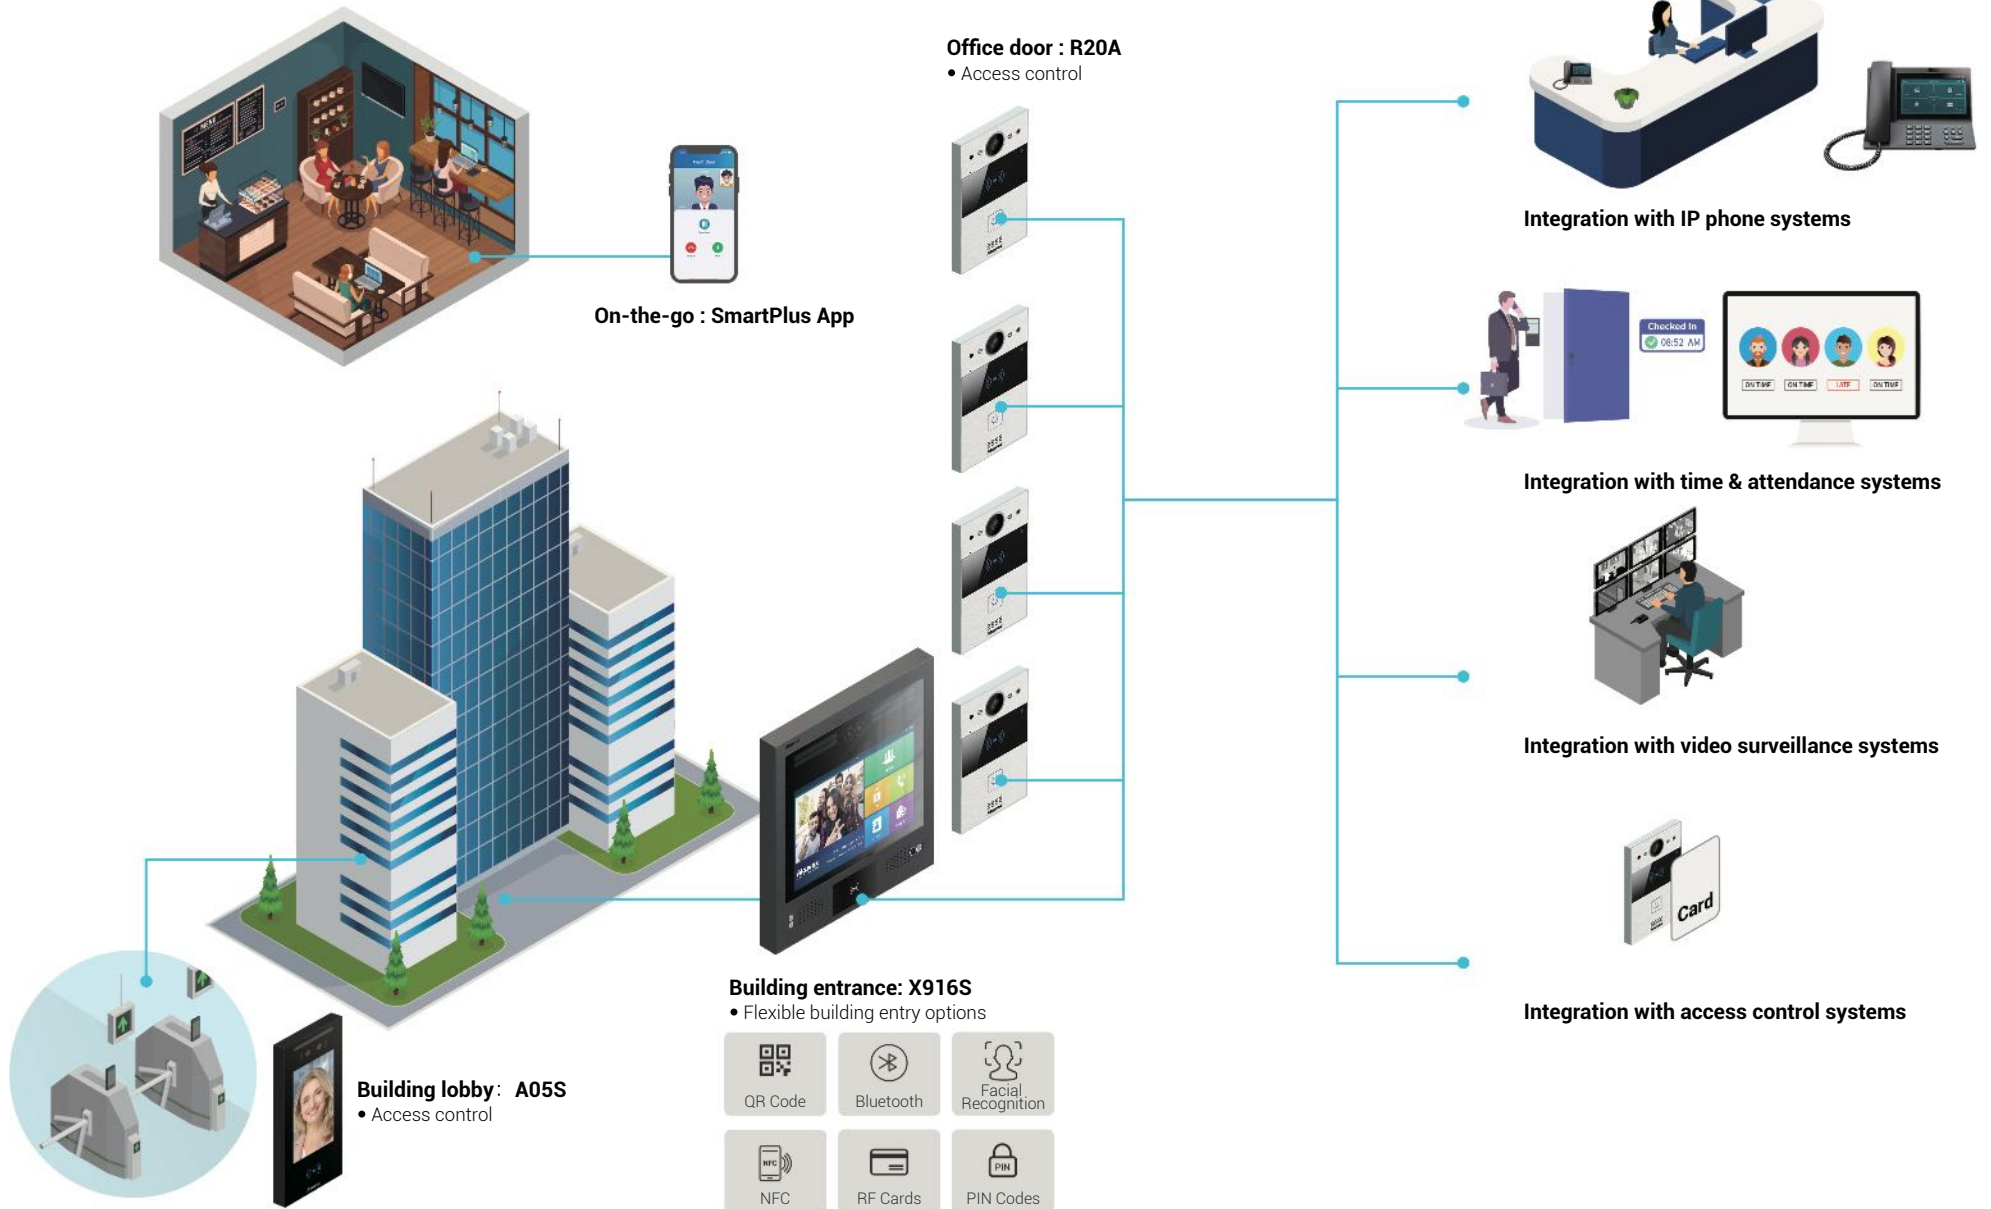 Office door : R20A
• Access control
MENU
On-the-go : SmartPlus App
Integration with IP phone systems
Checked In
08:52 AM
ON TIME
ON TIME
LATE
ON TIME
Integration with time & attendance systems
Integration with video surveillance systems
Card
Integration with access control systems
Building entrance: X916S
• Flexible building entry options
QR Code
Bluetooth
Facial
Recognition
NFC
NFC
RF Cards
PIN
PIN Codes
Building lobby： A05S
• Access control